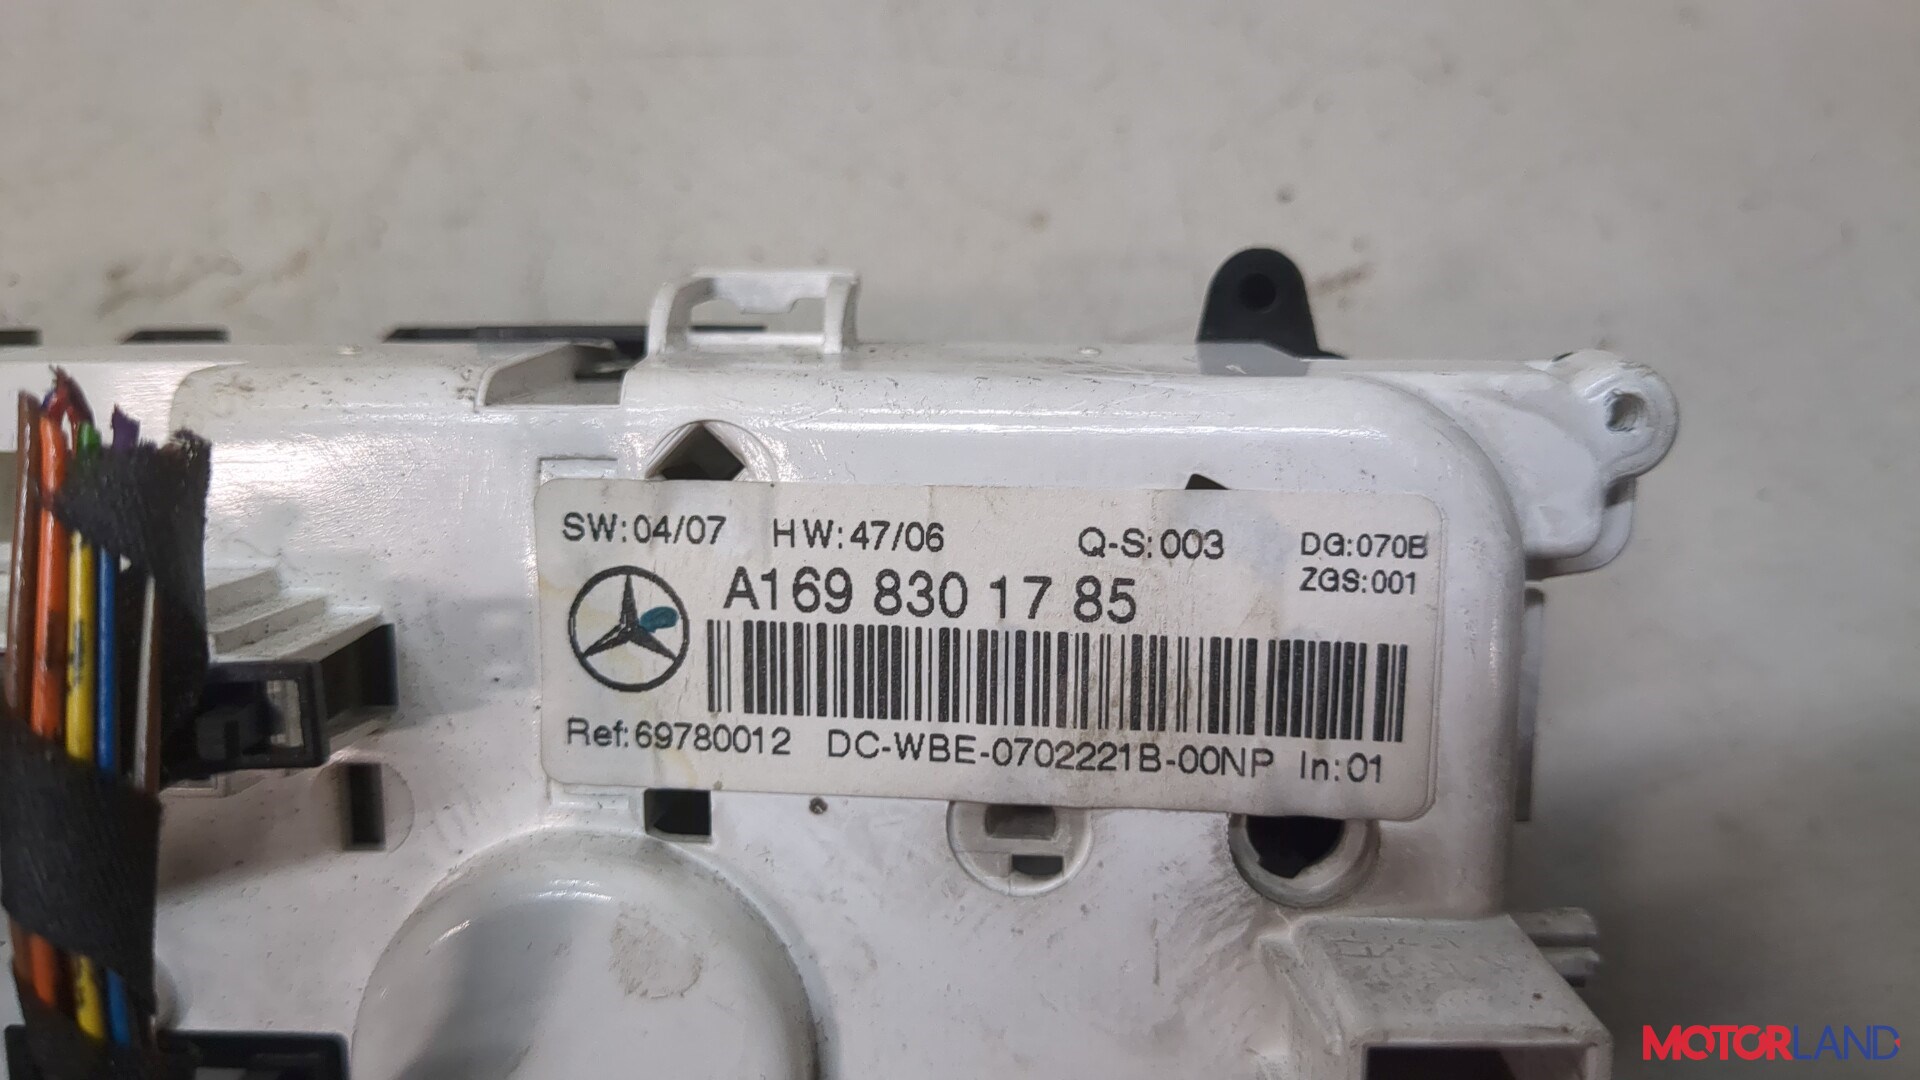 SW:04/07 HW:47/06 Q-S:003 DG:070B
ZGS:001
A169 830 17 85
Ref:69780012 DC-WBE-0702221B-00NP In:01
MOTORLAND